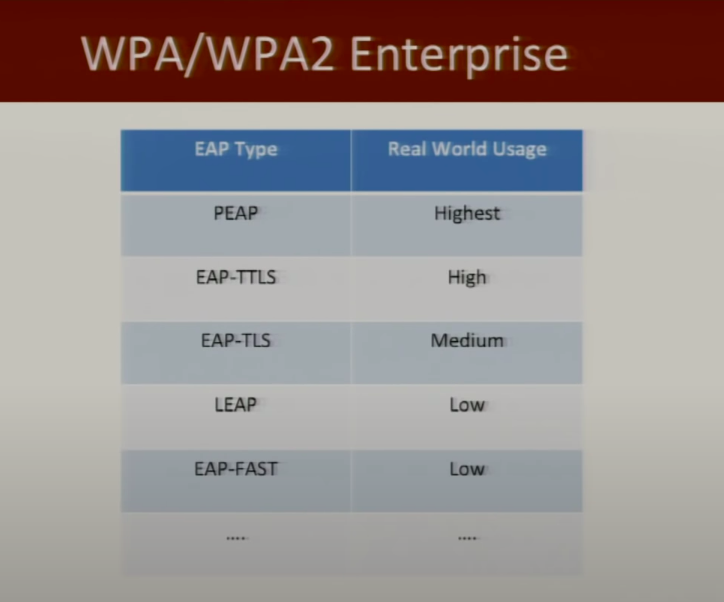 WPA/WPA2 Enterprise
EAP Type Real World Usage
PEAP Highest
EAP-TTLS High
EAP-TLS Medium
LEAP Low
EAP-FAST Low
.... ....